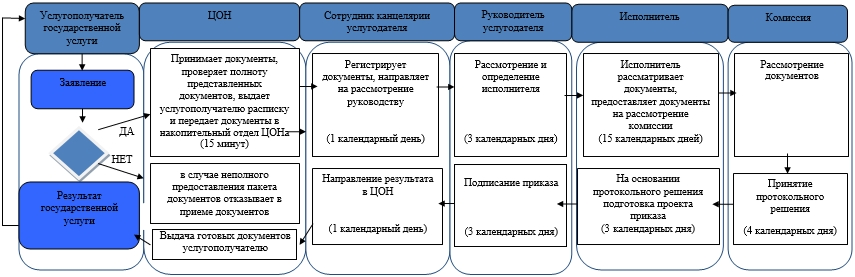 Услугополучатель
государственной
услуги
ЦОН
Сотрудник канцелярии
услугодателя
Руководитель
услугодателя
Исполнитель
Комиссия
Заявление
ДА
НЕТ
Результат
государственной
услуги
Принимает документы,
проверяет полноту
представленных
документов, выдает
услугополучателю расписку
и передает документы в
накопительный отдел ЦОНа
(15 минут)
в случае неполного
предоставления пакета
документов отказывает в
приеме документов
Выдача готовых документов
услугополучателю
Регистрирует
документы, направляет
на рассмотрение
руководству
(1 календарный день)
Направление результата
в ЦОН
(1 календарный день)
Рассмотрение и
определение
исполнителя
(3 календарных дня)
Подписание приказа
(3 календарных дня)
Исполнитель
рассматривает
документы,
предоставляет документы
на рассмотрение
комиссии
(15 календарных дней)
На основании
протокольного решения
подготовка проекта
приказа
(3 календарных дня)
Рассмотрение
документов
Принятие
протокольного
решения
(4 календарных дня)